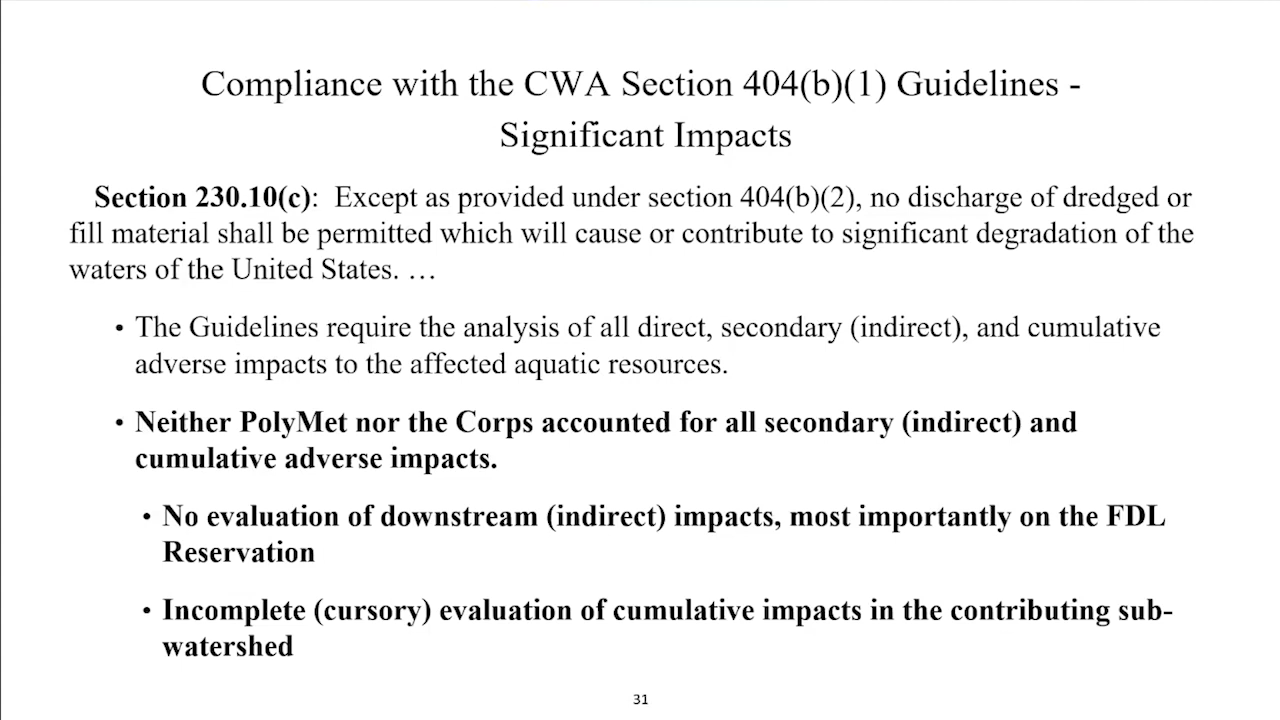 Compliance with the CWA Section 404(b)(1) Guidelines -
Significant Impacts
Section 230.10(c): Except as provided under section 404(b)(2), no discharge of dredged or
fill material shall be permitted which will cause or contribute to significant degradation of the
waters of the United States. …
• The Guidelines require the analysis of all direct, secondary (indirect), and cumulative
adverse impacts to the affected aquatic resources.
• Neither PolyMet nor the Corps accounted for all secondary (indirect) and
cumulative adverse impacts.
• No evaluation of downstream (indirect) impacts, most importantly on the FDL
Reservation
• Incomplete (cursory) evaluation of cumulative impacts in the contributing sub-
watershed
31